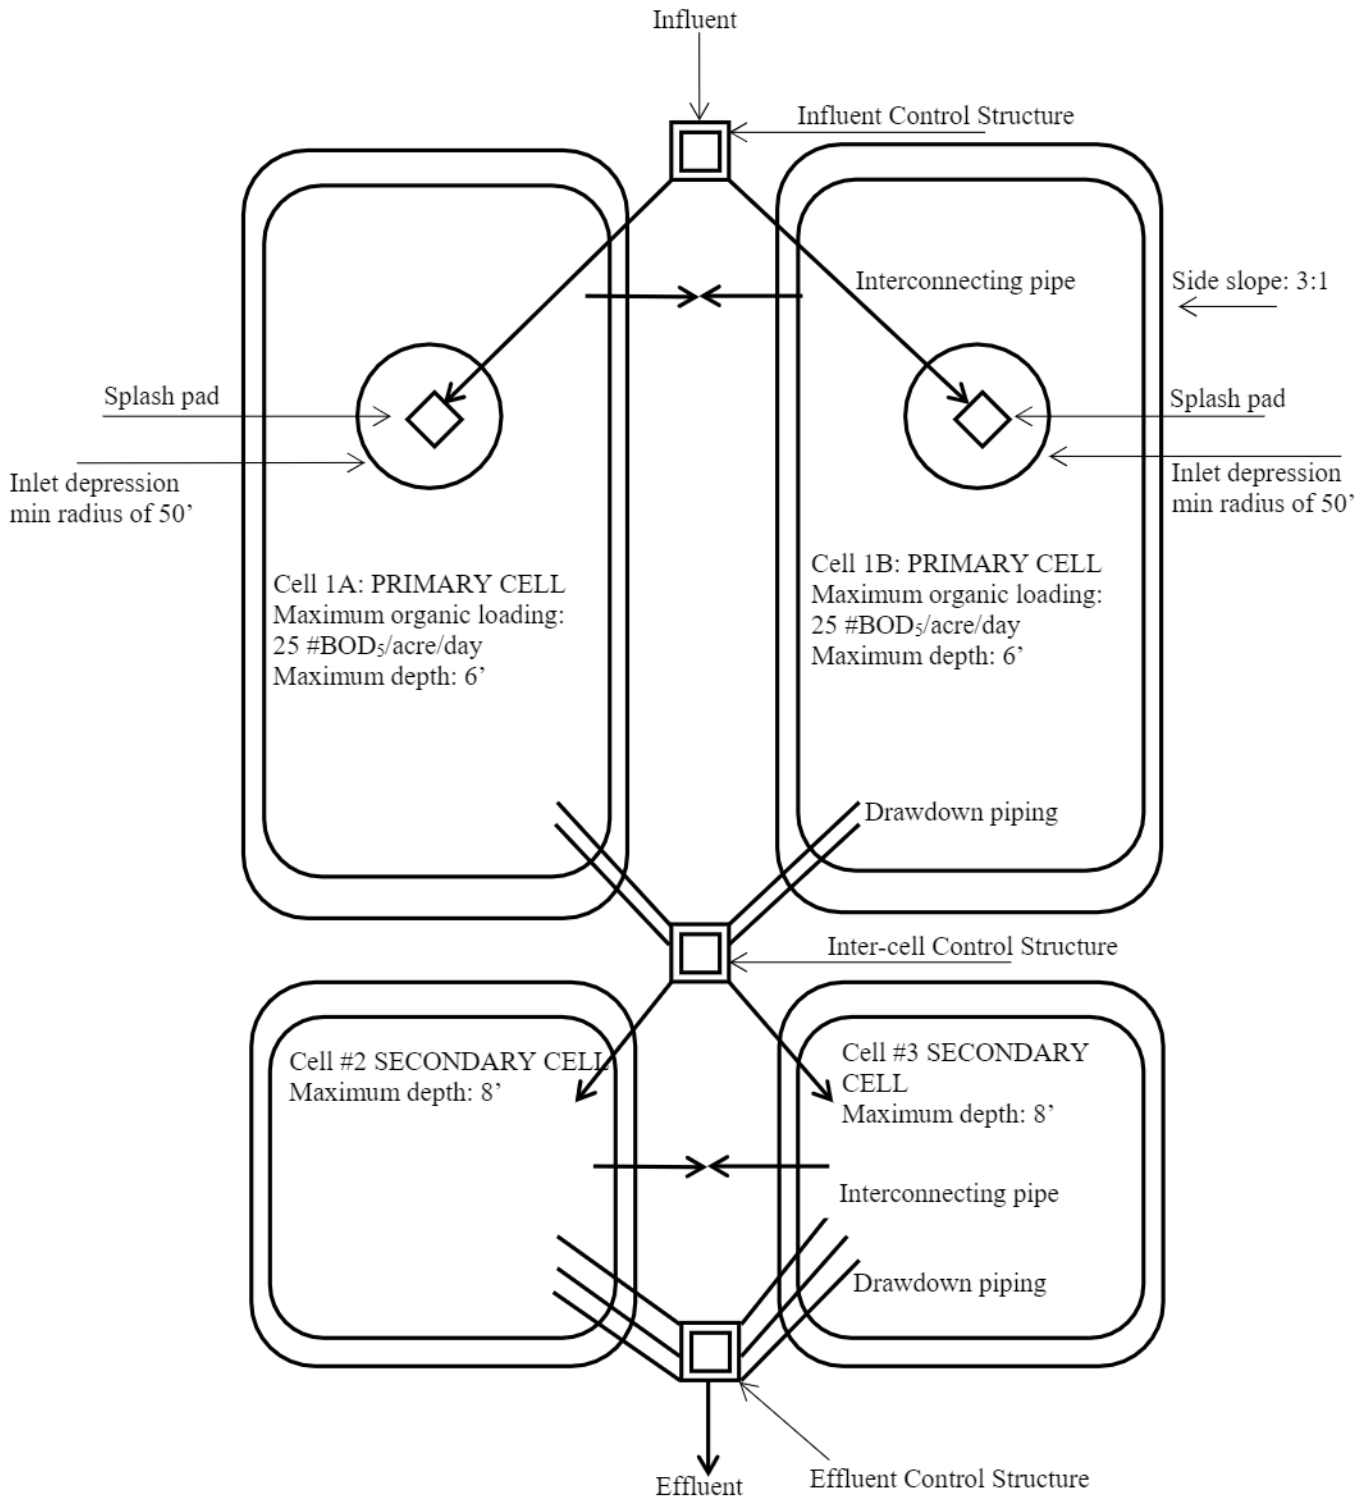 Influent
Influent Control Structure
Interconnecting pipe
Side slope: 3:1
Splash pad
Splash pad
Inlet depression
min radius of 50’
Inlet depression
min radius of 50’
Cell 1A: PRIMARY CELL
Maximum organic loading:
25 #BOD₅/acre/day
Maximum depth: 6’
Cell 1B: PRIMARY CELL
Maximum organic loading:
25 #BOD₅/acre/day
Maximum depth: 6’
Drawdown piping
Inter-cell Control Structure
Cell #2 SECONDARY CELL
Maximum depth: 8’
Cell #3 SECONDARY
CELL
Maximum depth: 8’
Interconnecting pipe
Drawdown piping
Effluent
Effluent Control Structure